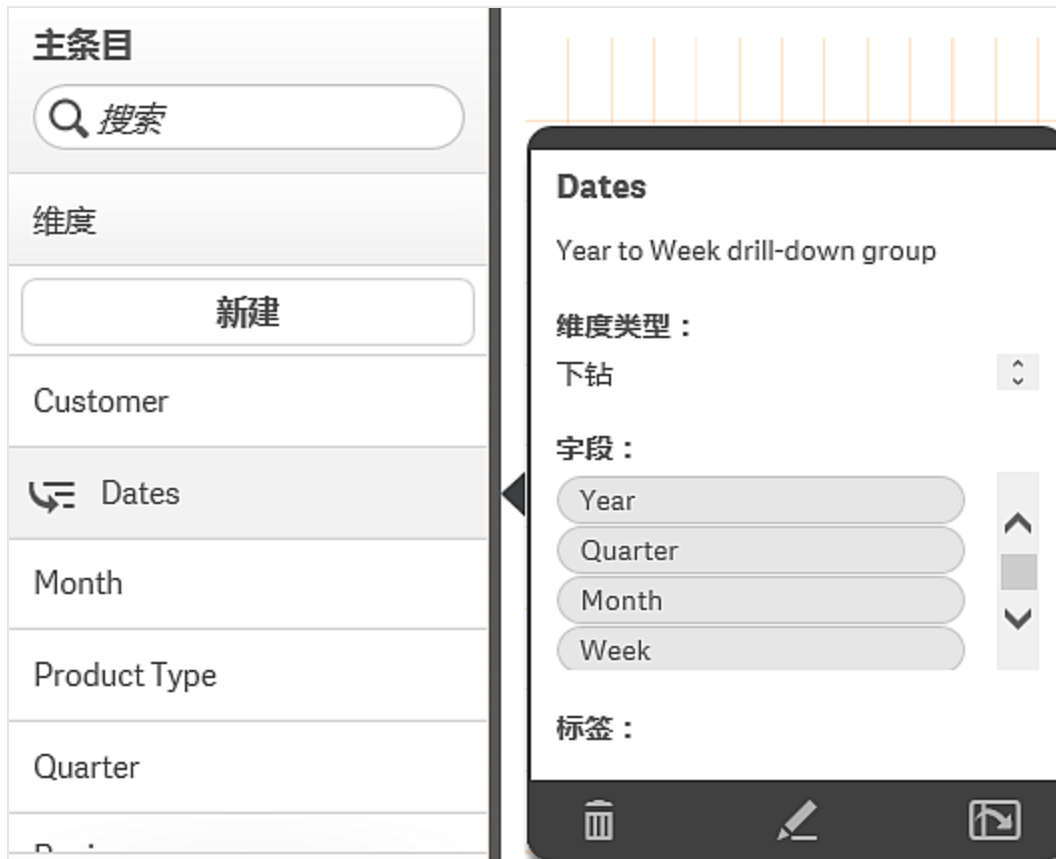 主条目
搜索
维度
新建
Customer
Dates
Month
Product Type
Quarter
Dates
Year to Week drill-down group
维度类型：
下钻
字段：
Year
Quarter
Month
Week
标签：